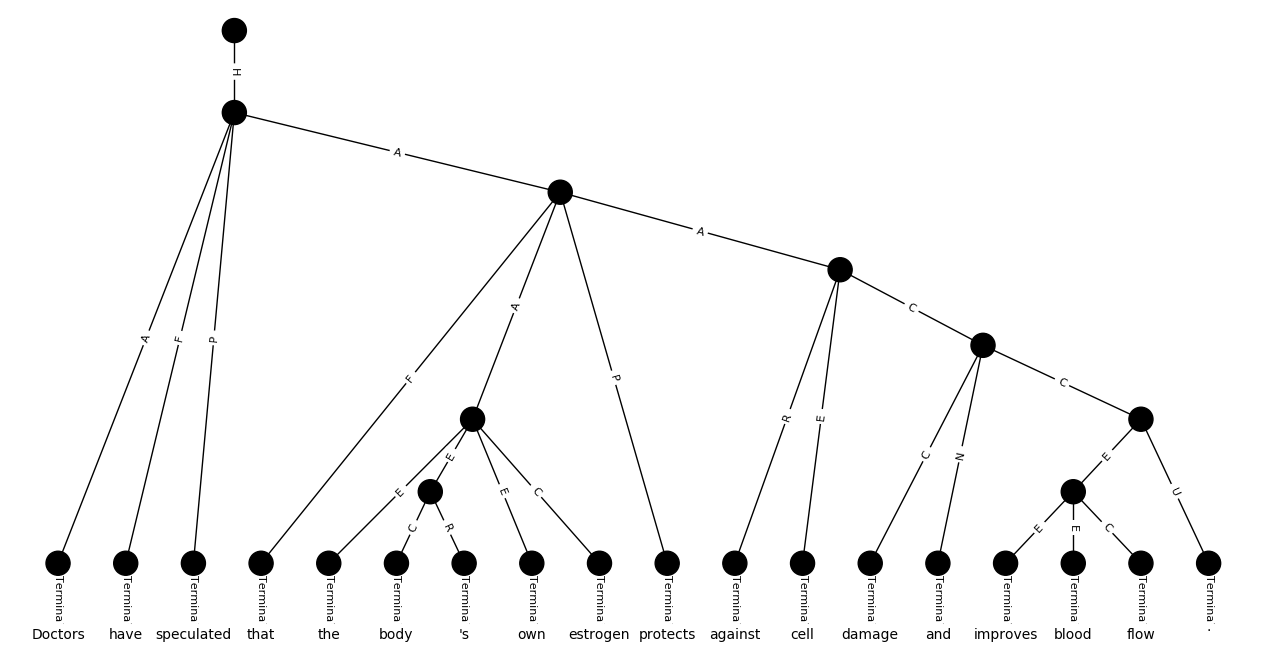 H
A
A
A F P F A P R E C C
C N E U
E E E C C R E E C
Termina Termina Termina Termina Termina Termina Termina Termina Termina Termina Termina Termina Termina Termina Termina Termina Termina Termina
Doctors have speculated that the body 's own estrogen protects against cell damage and improves blood flow .